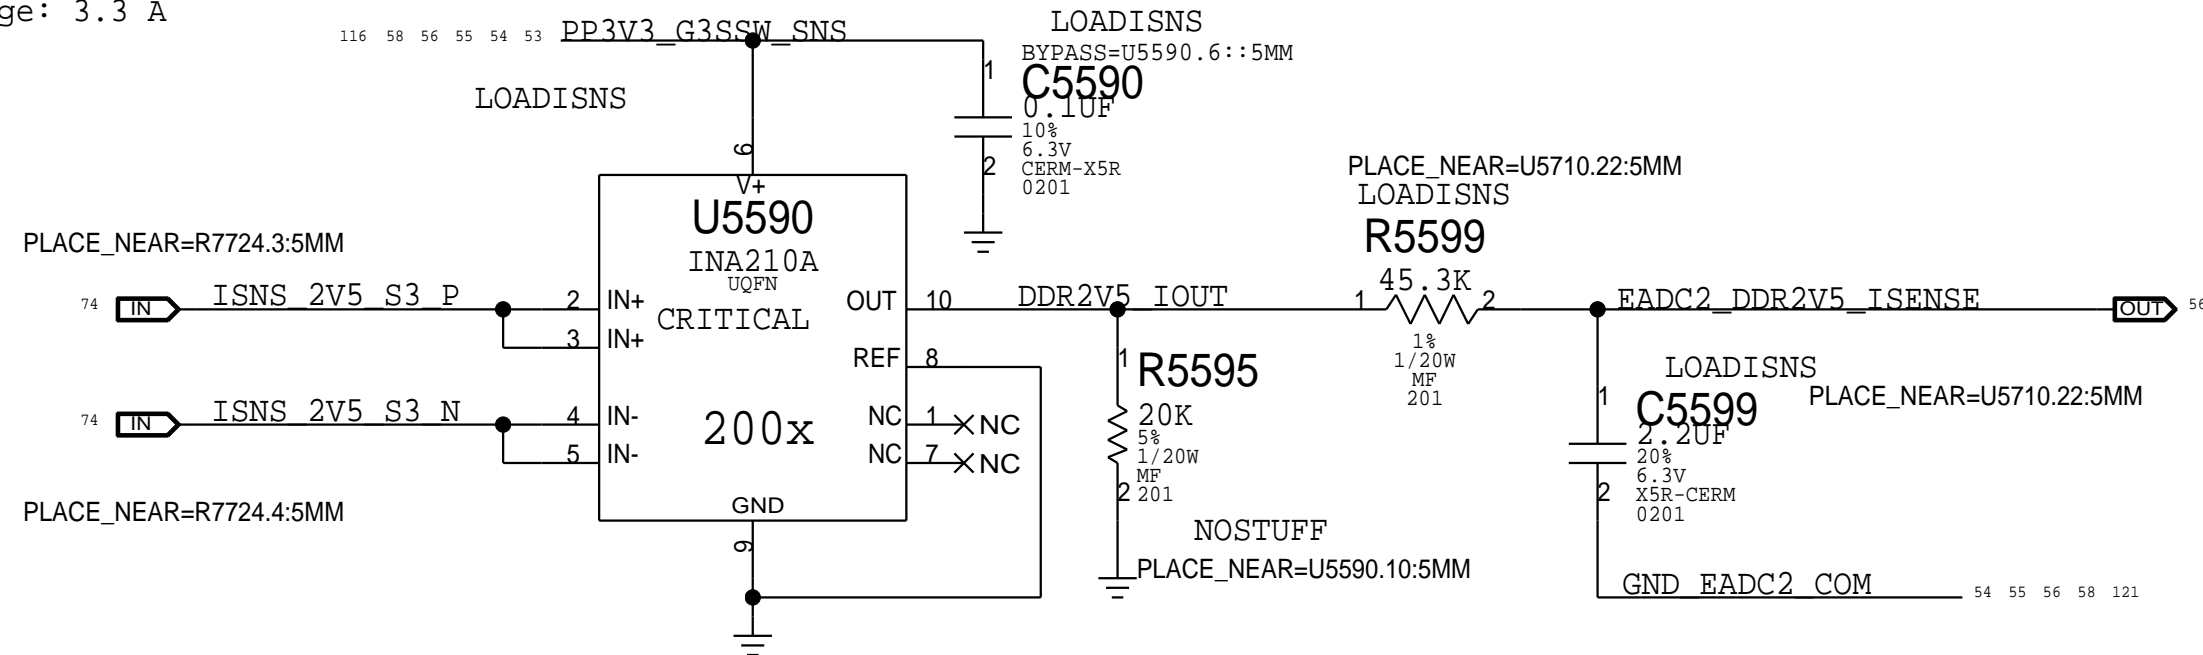 ge: 3.3 A
116 58 56 55 54 53 PP3V3_G3SSW_SNS
LOADISNS
BYPASS=U5590.6::5MM
1
C5590
0.1UF
10%
6.3V
CERM-X5R
0201
2
LOADISNS
6
V+
U5590
INA210A
UQFN
CRITICAL
200x
PLACE_NEAR=R7724.3:5MM
74 IN ISNS_2V5_S3_P 2 IN+
3 IN+
74 IN ISNS_2V5_S3_N 4 IN-
5 IN-
PLACE_NEAR=R7724.4:5MM
OUT 10 DDR2V5_IOUT
REF 8
NC 1 NC
NC 7 NC
GND
9
1
R5595
20K
5%
1/20W
MF
201
2
NOSTUFF
PLACE_NEAR=U5590.10:5MM
PLACE_NEAR=U5710.22:5MM
LOADISNS
R5599
45.3K
1 2
1%
1/20W
MF
201
EADC2_DDR2V5_ISENSE OUT 56
LOADISNS
PLACE_NEAR=U5710.22:5MM
1
C5599
2.2UF
20%
6.3V
X5R-CERM
0201
2
GND_EADC2_COM 54 55 56 58 121